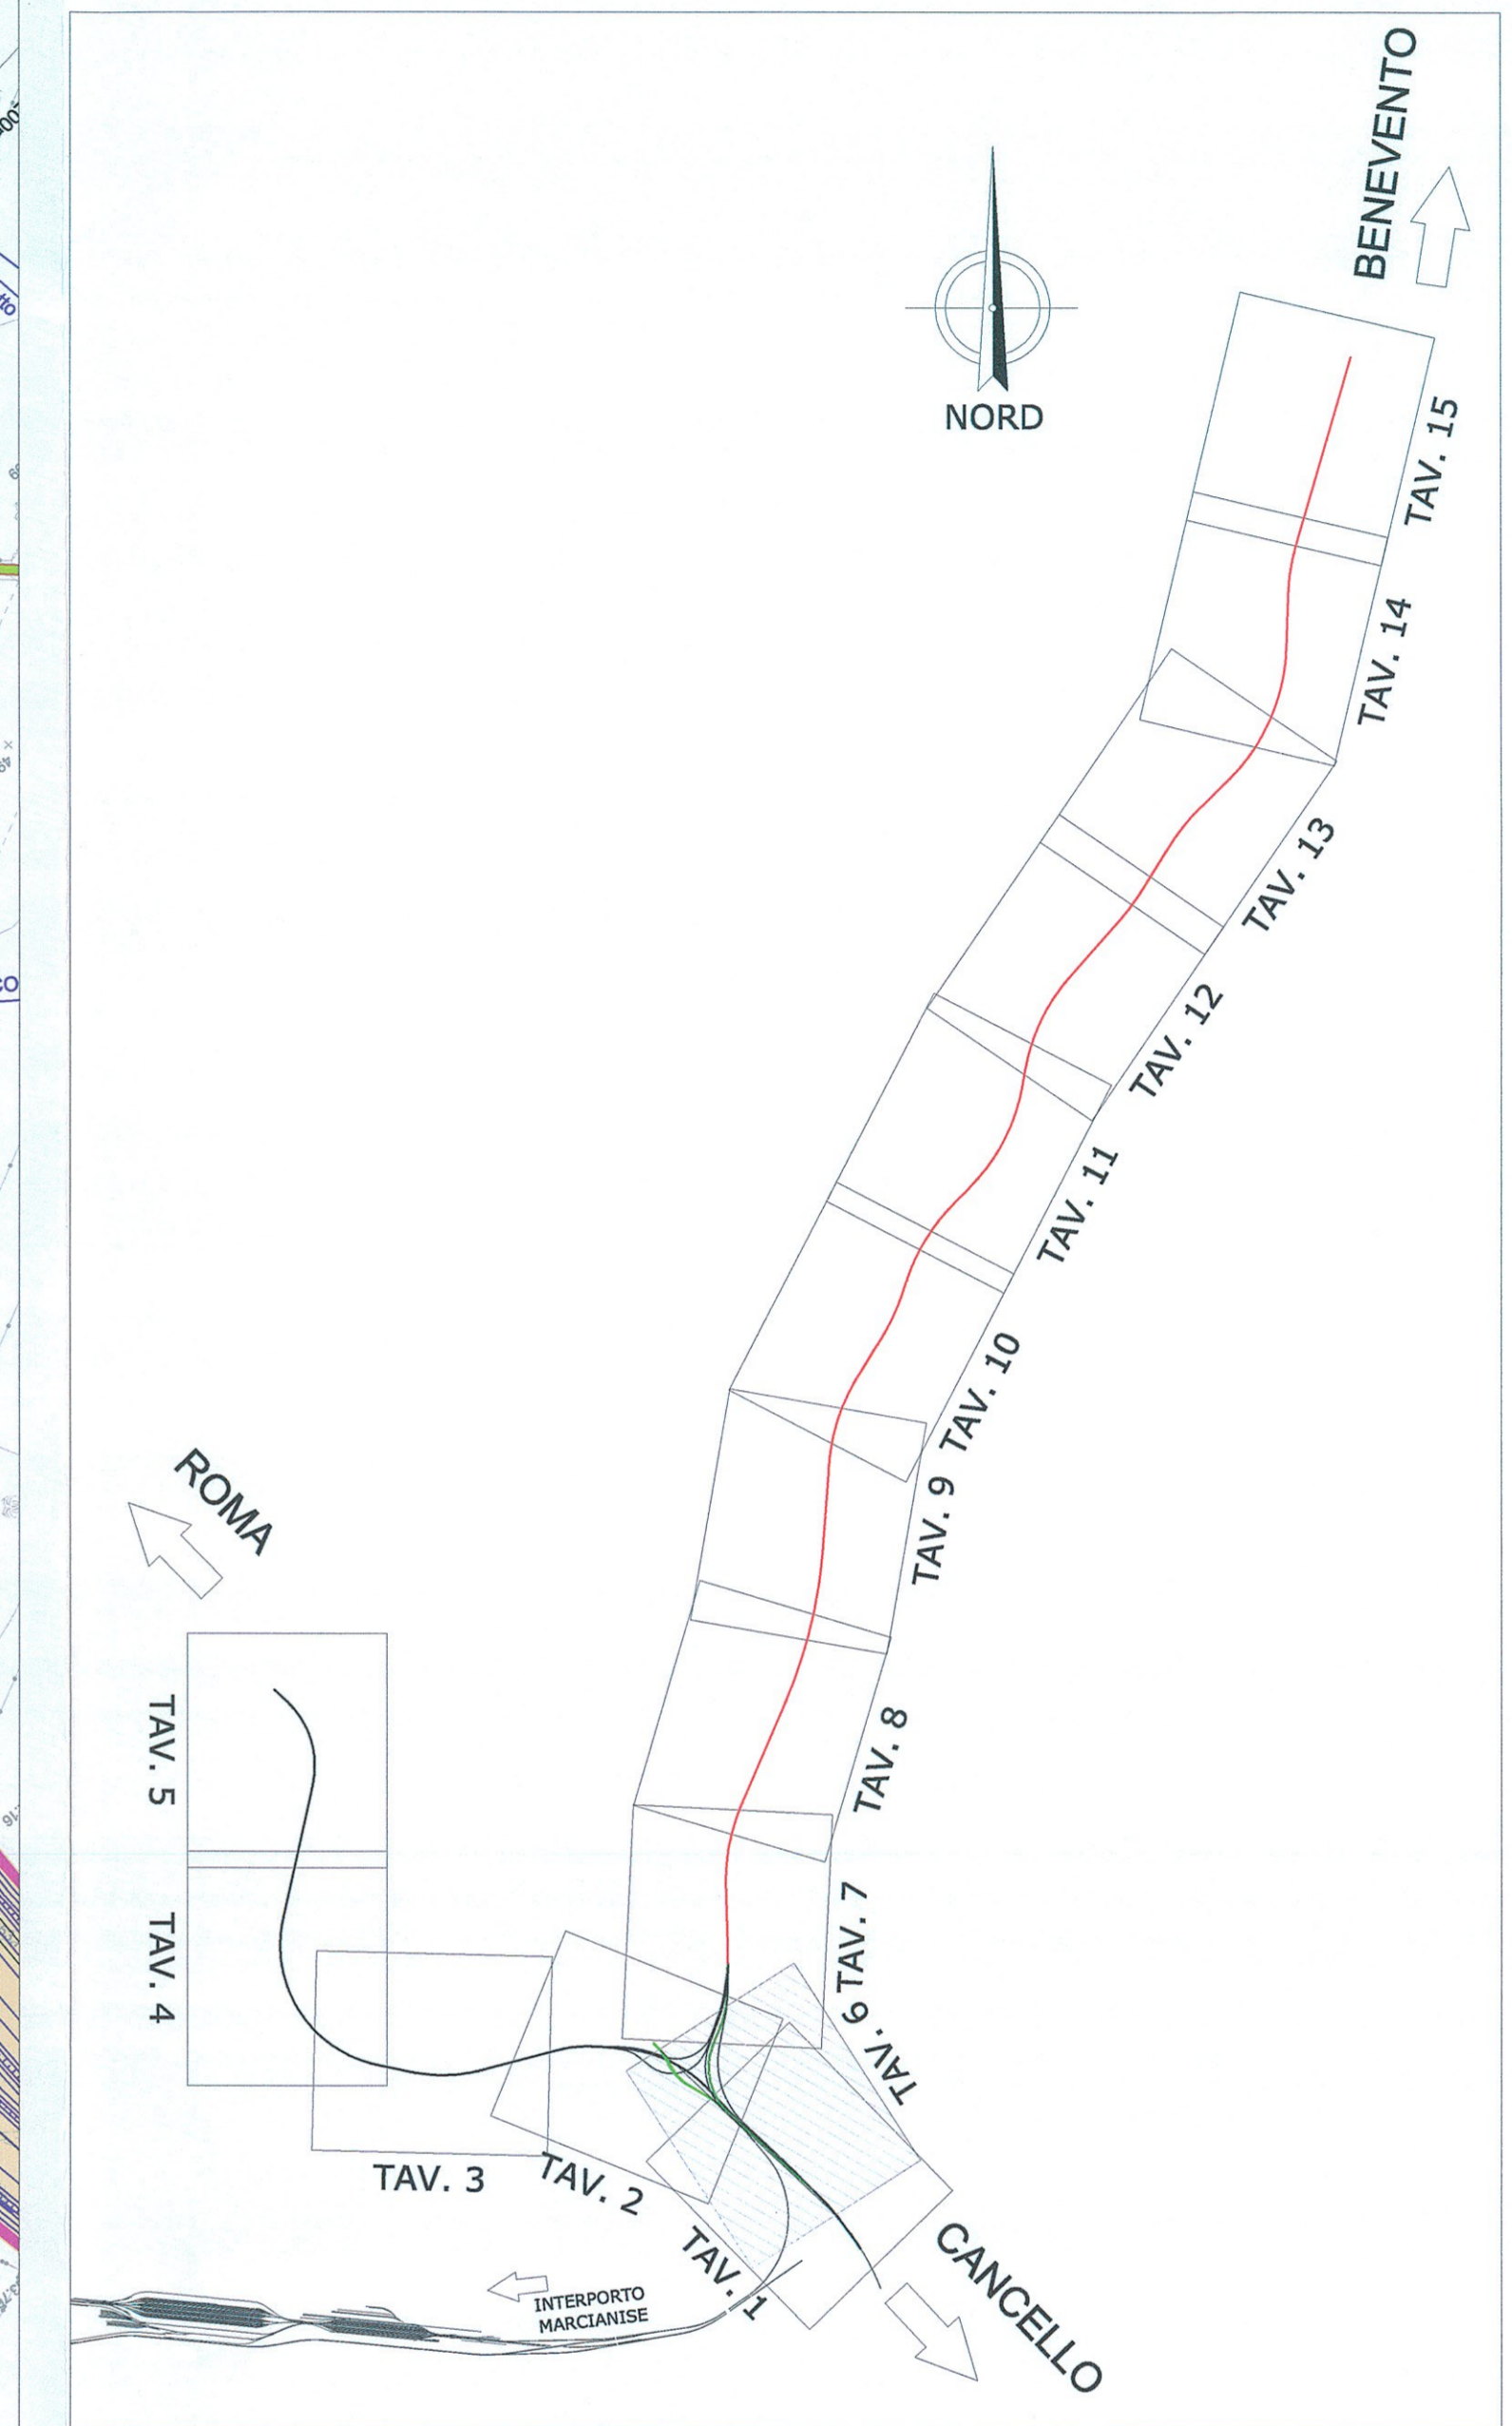 BENEVENTO
NORD
TAV. 15
TAV. 14
TAV. 13
TAV. 12
TAV. 11
TAV. 10
TAV. 9
ROMA
TAV. 8
TAV. 5
TAV. 7
TAV. 4
TAV. 6
TAV. 3
TAV. 2
TAV. 1
CANCELLO
INTERPORTO
MARCIANISE